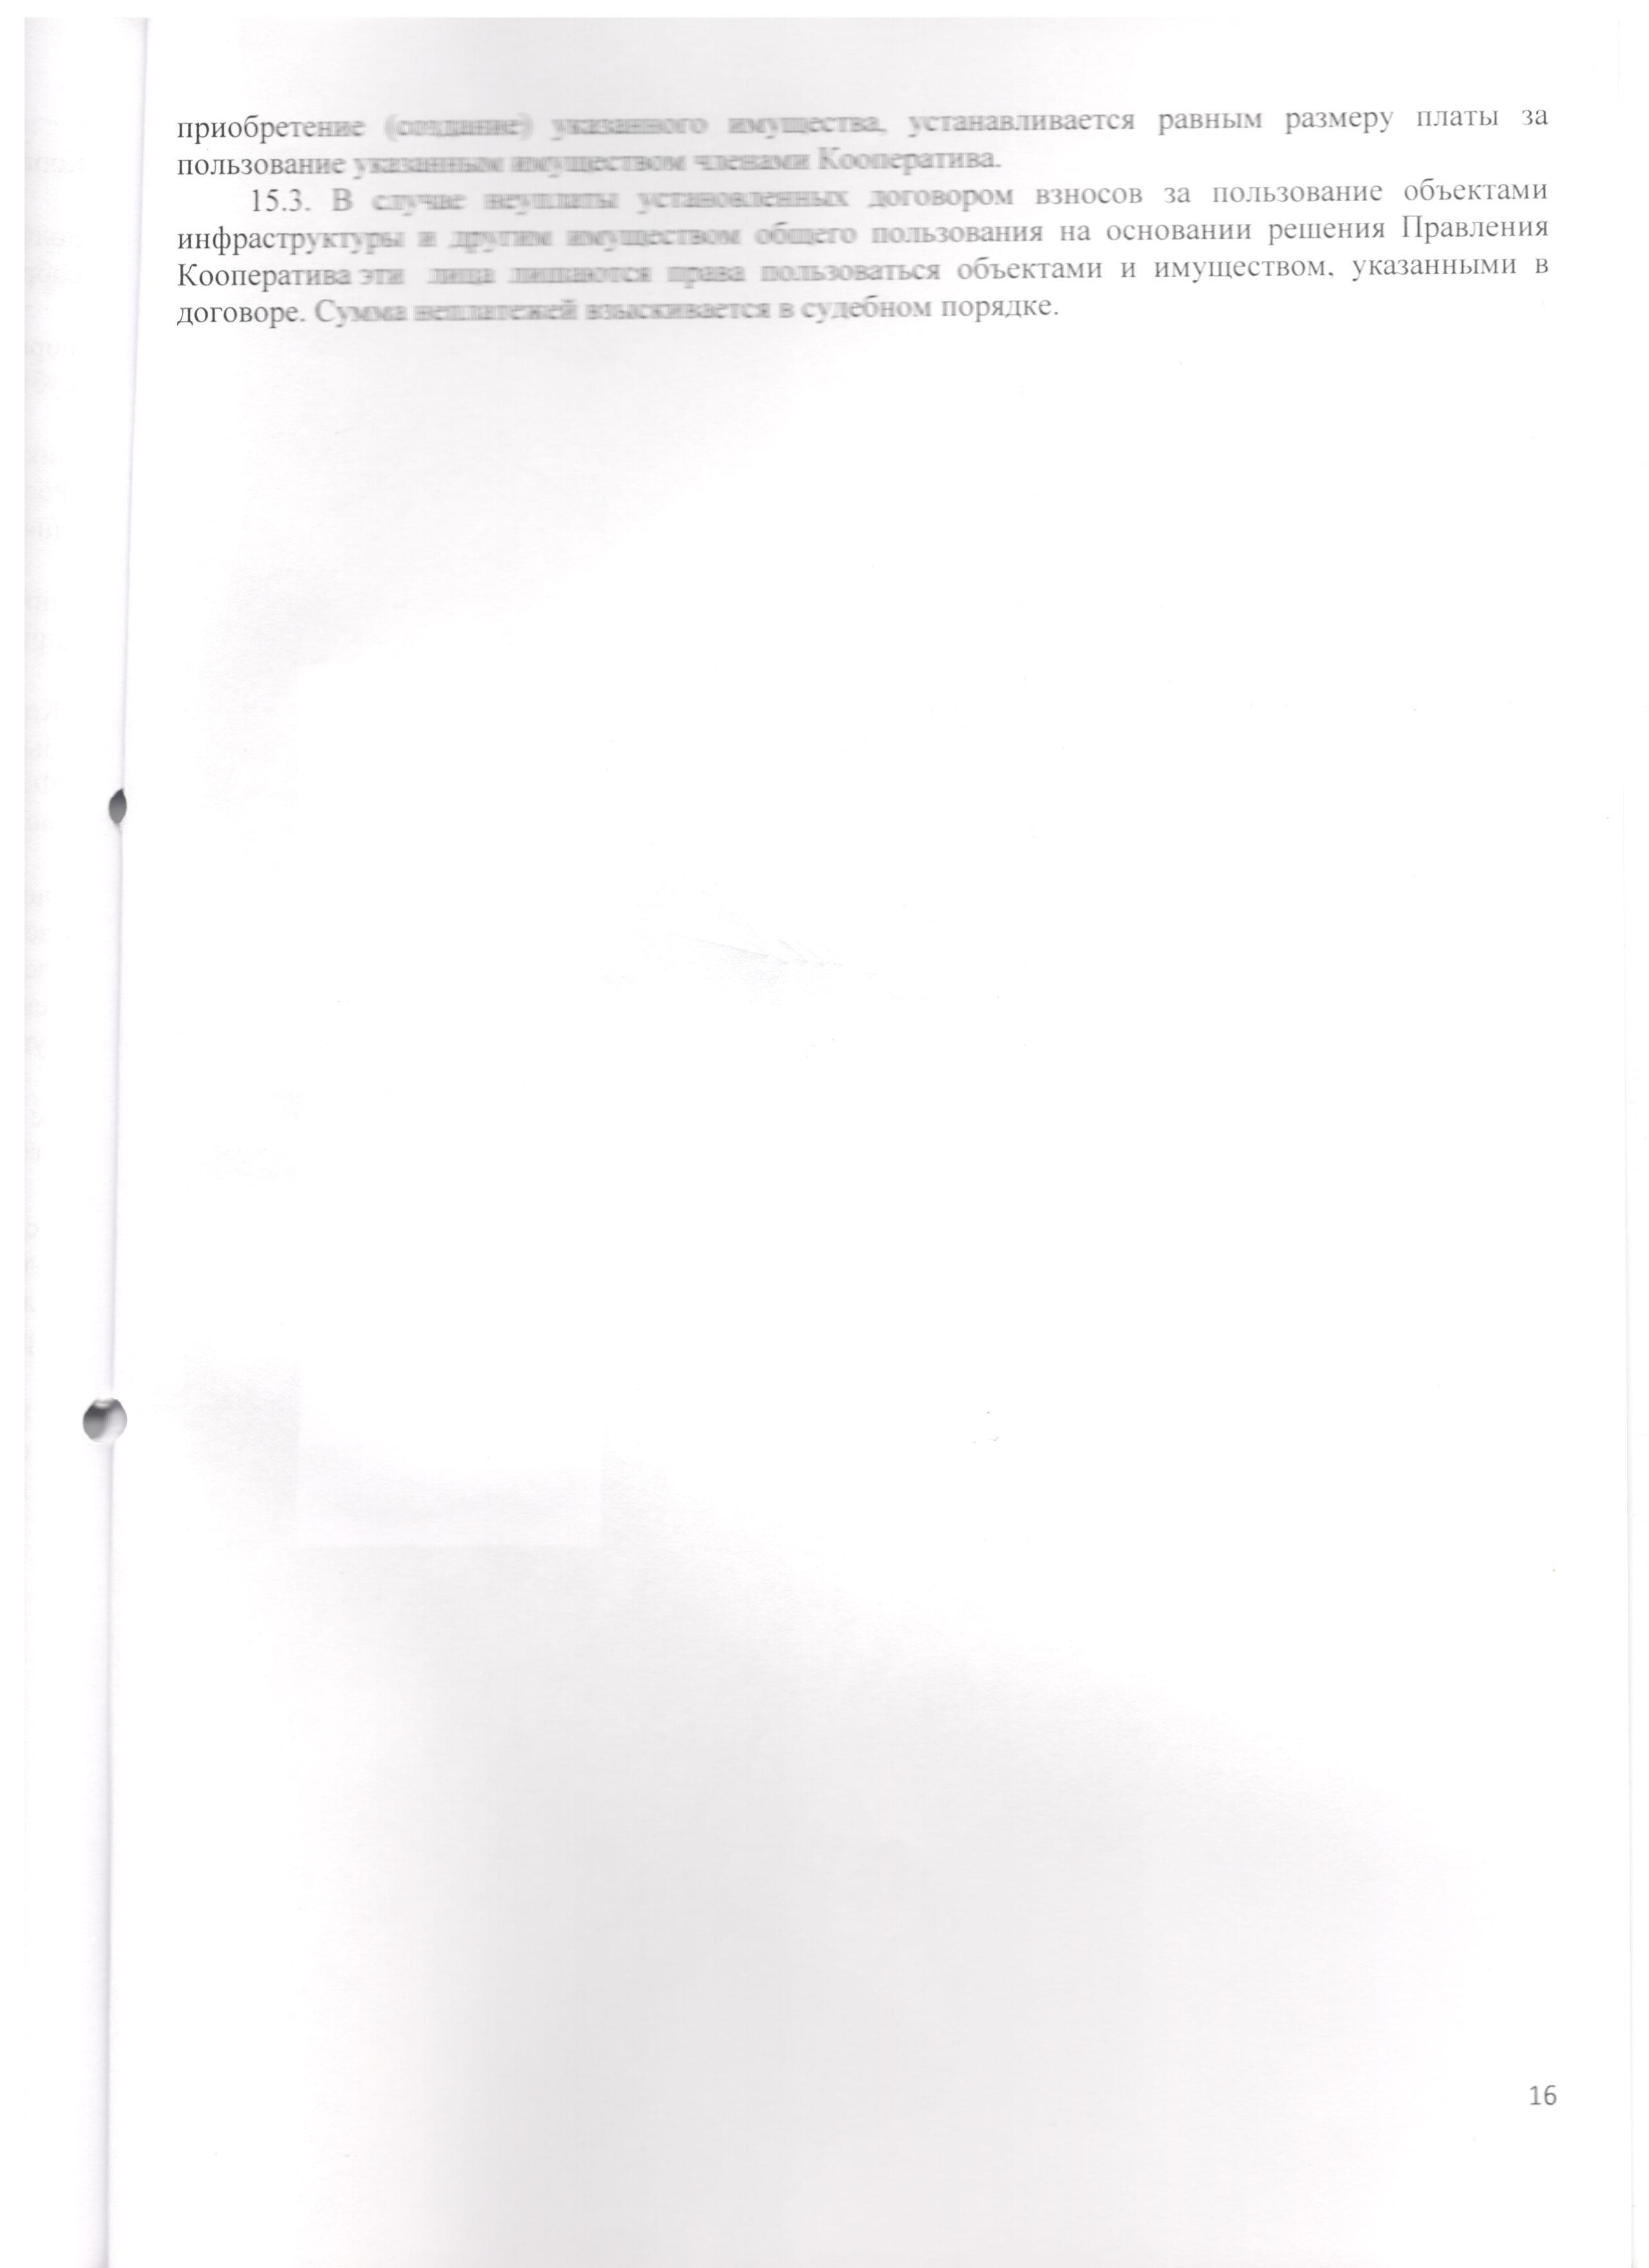 приобретение (создание) указанного имущества, устанавливается равным размеру платы за
пользование указанным имуществом членами Кооператива.
15.3. В случае неуплаты установленных договором взносов за пользование объектами
инфраструктуры и другим имуществом общего пользования на основании решения Правления
Кооператива эти лица лишаются права пользоваться объектами и имуществом, указанными в
договоре. Сумма неплатежей взыскивается в судебном порядке.
16